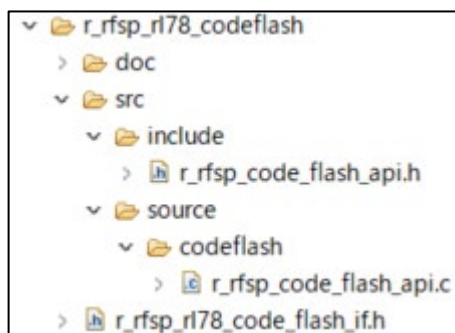 r_rfsp_rl78_codeflash
doc
src
include
.h r_rfsp_code_flash_api.h
source
codeflash
.c r_rfsp_code_flash_api.c
.h r_rfsp_rl78_code_flash_if.h